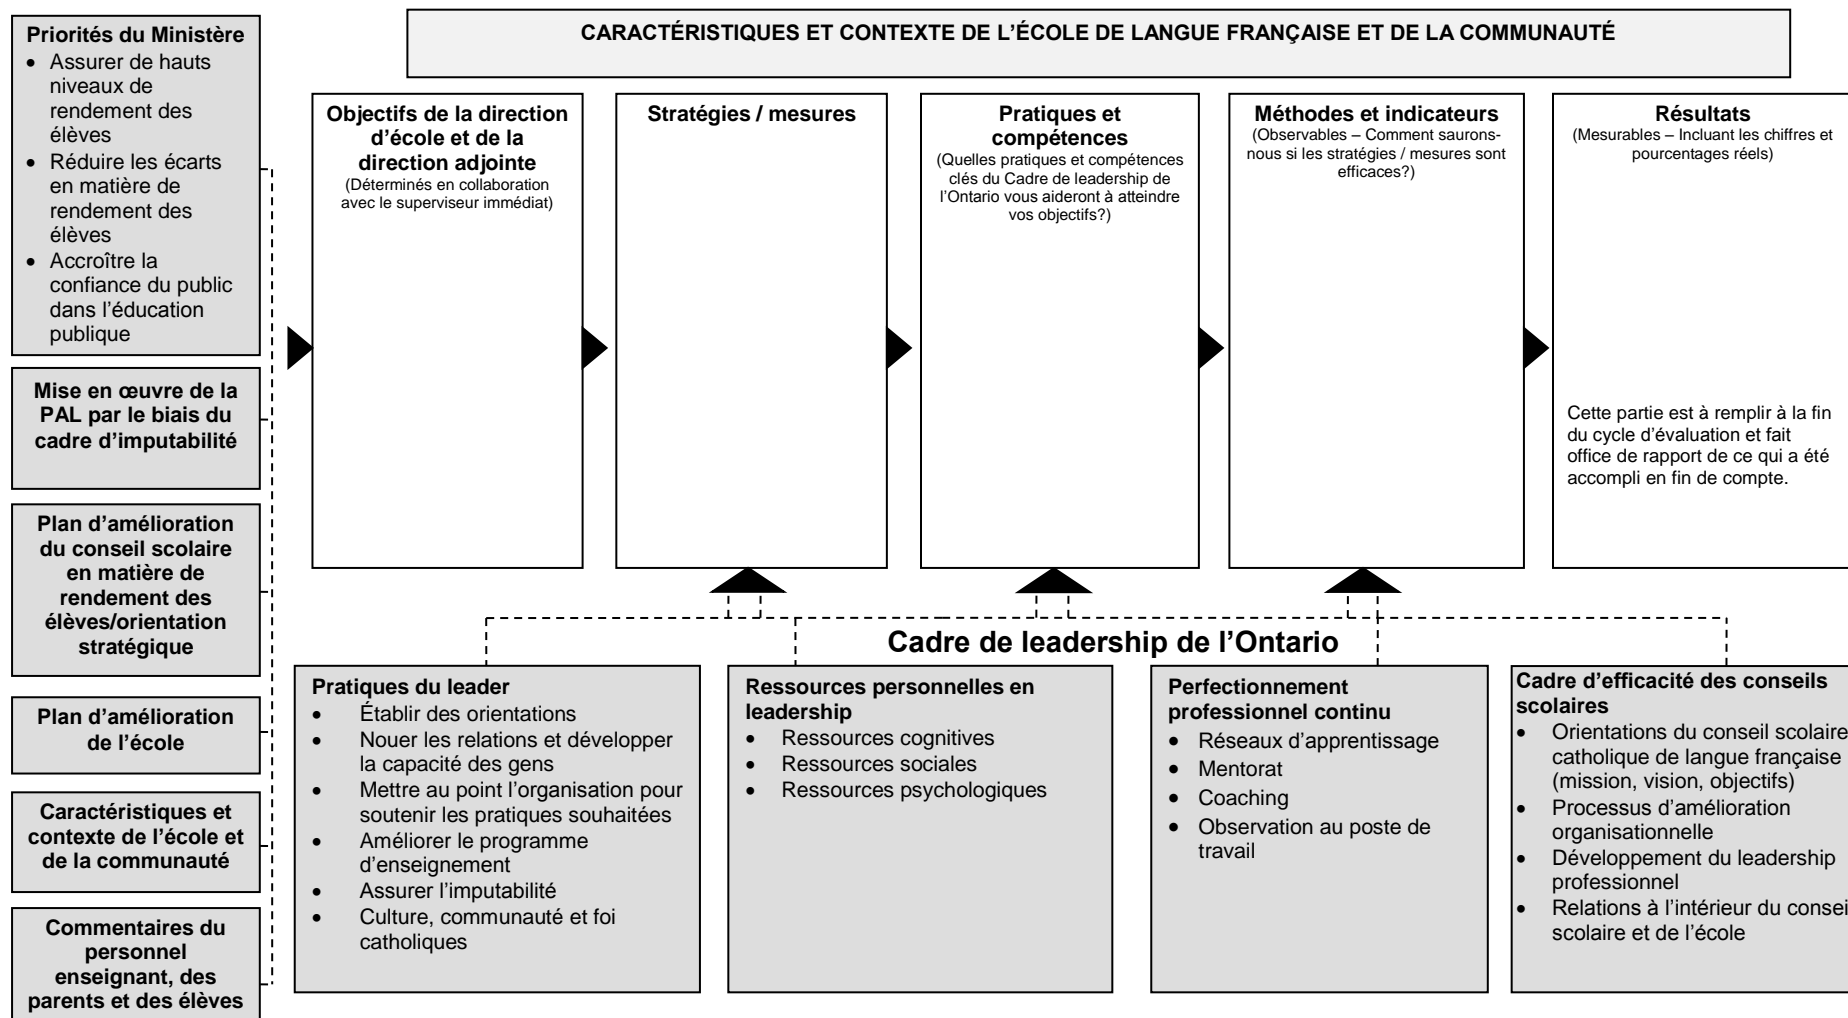 CARACTÉRISTIQUES ET CONTEXTE DE L’ÉCOLE DE LANGUE FRANÇAISE ET DE LA COMMUNAUTÉ
Priorités du Ministère
• Assurer de hauts
niveaux de
rendement des
élèves
• Réduire les écarts
en matière de
rendement des
élèves
• Accroître la
confiance du public
dans l’éducation
publique
Mise en œuvre de la
PAL par le biais du
cadre d’imputabilité
Plan d’amélioration
du conseil scolaire
en matière de
rendement des
élèves/orientation
stratégique
Plan d’amélioration
de l’école
Caractéristiques et
contexte de l’école et
de la communauté
Commentaires du
personnel
enseignant, des
parents et des élèves
Objectifs de la direction
d’école et de la
direction adjointe
(Déterminés en collaboration
avec le superviseur immédiat)
Stratégies / mesures
Pratiques et
compétences
(Quelles pratiques et compétences
clés du Cadre de leadership de
l’Ontario vous aideront à atteindre
vos objectifs?)
Méthodes et indicateurs
(Observables – Comment saurons-
nous si les stratégies / mesures sont
efficaces?)
Résultats
(Mesurables – Incluant les chiffres et
pourcentages réels)
Cette partie est à remplir à la fin
du cycle d’évaluation et fait
office de rapport de ce qui a été
accompli en fin de compte.
Cadre de leadership de l’Ontario
Pratiques du leader
• Établir des orientations
• Nouer les relations et développer
la capacité des gens
• Mettre au point l’organisation pour
soutenir les pratiques souhaitées
• Améliorer le programme
d’enseignement
• Assurer l’imputabilité
• Culture, communauté et foi
catholiques
Ressources personnelles en
leadership
• Ressources cognitives
• Ressources sociales
• Ressources psychologiques
Perfectionnement
professionnel continu
• Réseaux d’apprentissage
• Mentorat
• Coaching
• Observation au poste de
travail
Cadre d’efficacité des conseils
scolaires
• Orientations du conseil scolaire
catholique de langue française
(mission, vision, objectifs)
• Processus d’amélioration
organisationnelle
• Développement du leadership
professionnel
• Relations à l’intérieur du consei
scolaire et de l’école